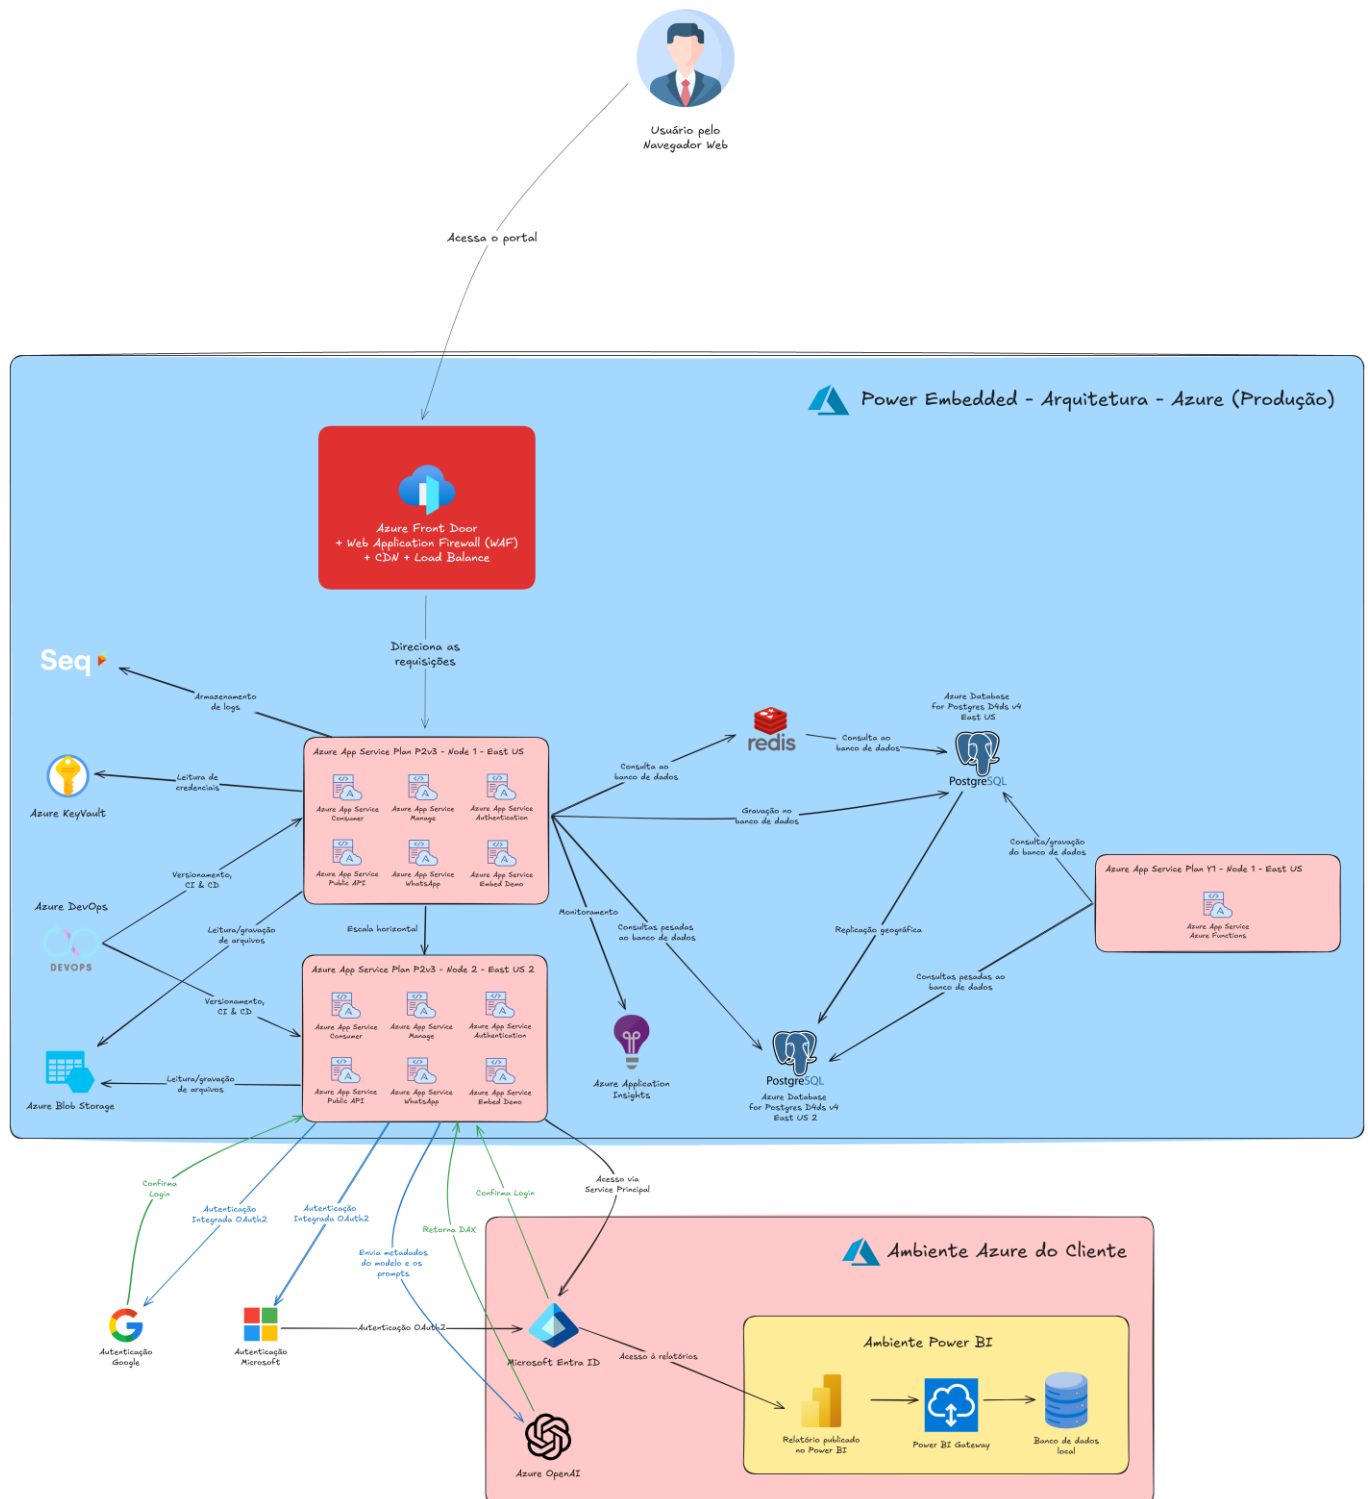 Usuário pelo
Navegador Web
Acessa o portal
Power Embedded - Arquitetura - Azure (Produção)
Azure Front Door
+ Web Application Firewall (WAF)
+ CDN + Load Balance
Direciona as
requisições
Seq
Armazenamento
de logs
Azure KeyVault
Leitura de
credenciais
Versionamento,
CI & CD
Azure DevOps
DEVOPS
Leitura/gravação
de arquivos
Versionamento,
CI & CD
Azure Blob Storage
Leitura/gravação
de arquivos
Azure App Service Plan P2v3 - Node 1 - East US
Azure App Service
Consumer
Azure App Service
Manage
Azure App Service
Authentication
Azure App Service
Public API
Azure App Service
WhatsApp
Azure App Service
Embed Demo
Escala horizontal
Azure App Service Plan P2v3 - Node 2 - East US 2
Azure App Service
Consumer
Azure App Service
Manage
Azure App Service
Authentication
Azure App Service
Public API
Azure App Service
WhatsApp
Azure App Service
Embed Demo
Consulta ao
banco de dados
redis
Consulta ao
banco de dados
Azure Database
for Postgres D4ds v4
East US
PostgreSQL
Gravação no
banco de dados
Monitoramento
Consultas pesadas
ao banco de dados
Replicação geográfica
Consulta/gravação
do banco de dados
Azure App Service Plan Y1 - Node 1 - East US
Azure App Service
Azure Functions
Consultas pesadas ao
banco de dados
Azure Application
Insights
PostgreSQL
Azure Database
for Postgres D4ds v4
East US 2
Confirma
Login
Autenticação
Integrada OAuth2
Autenticação
Integrada OAuth2
Envia metadados
do modelo e os
prompts
Retorna DAX
Confirma Login
Acesso via
Service Principal
Autenticação
Google
Autenticação
Microsoft
Autenticação OAuth2
Ambiente Azure do Cliente
Microsoft Entra ID
Acesso à relatórios
Azure OpenAI
Ambiente Power BI
Relatório publicado
no Power BI
Power BI Gateway
Banco de dados
local